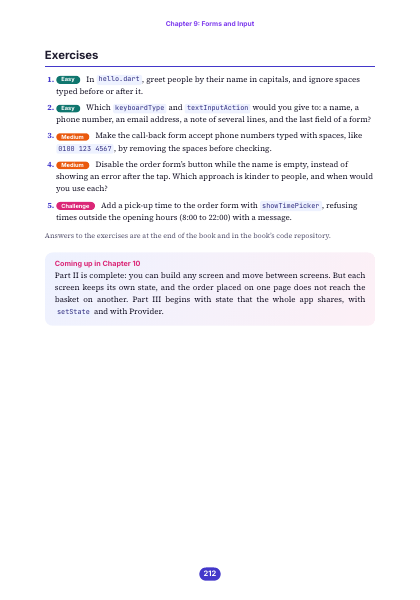 Chapter 9: Forms and Input
Exercises
1. Easy In hello.dart, greet people by their name in capitals, and ignore spaces
typed before or after it.
2. Easy Which keyboardType and textInputAction would you give to: a name, a
phone number, an email address, a note of several lines, and the last field of a form?
3. Medium Make the call-back form accept phone numbers typed with spaces, like
0188 123 4567, by removing the spaces before checking.
4. Medium Disable the order form's button while the name is empty, instead of
showing an error after the tap. Which approach is kinder to people, and when would
you use each?
5. Challenge Add a pick-up time to the order form with showTimePicker, refusing
times outside the opening hours (8:00 to 22:00) with a message.
Answers to the exercises are at the end of the book and in the book's code repository.
Coming up in Chapter 10
Part II is complete: you can build any screen and move between screens. But each
screen keeps its own state, and the order placed on one page does not reach the
basket on another. Part III begins with state that the whole app shares, with
setState and with Provider.
212